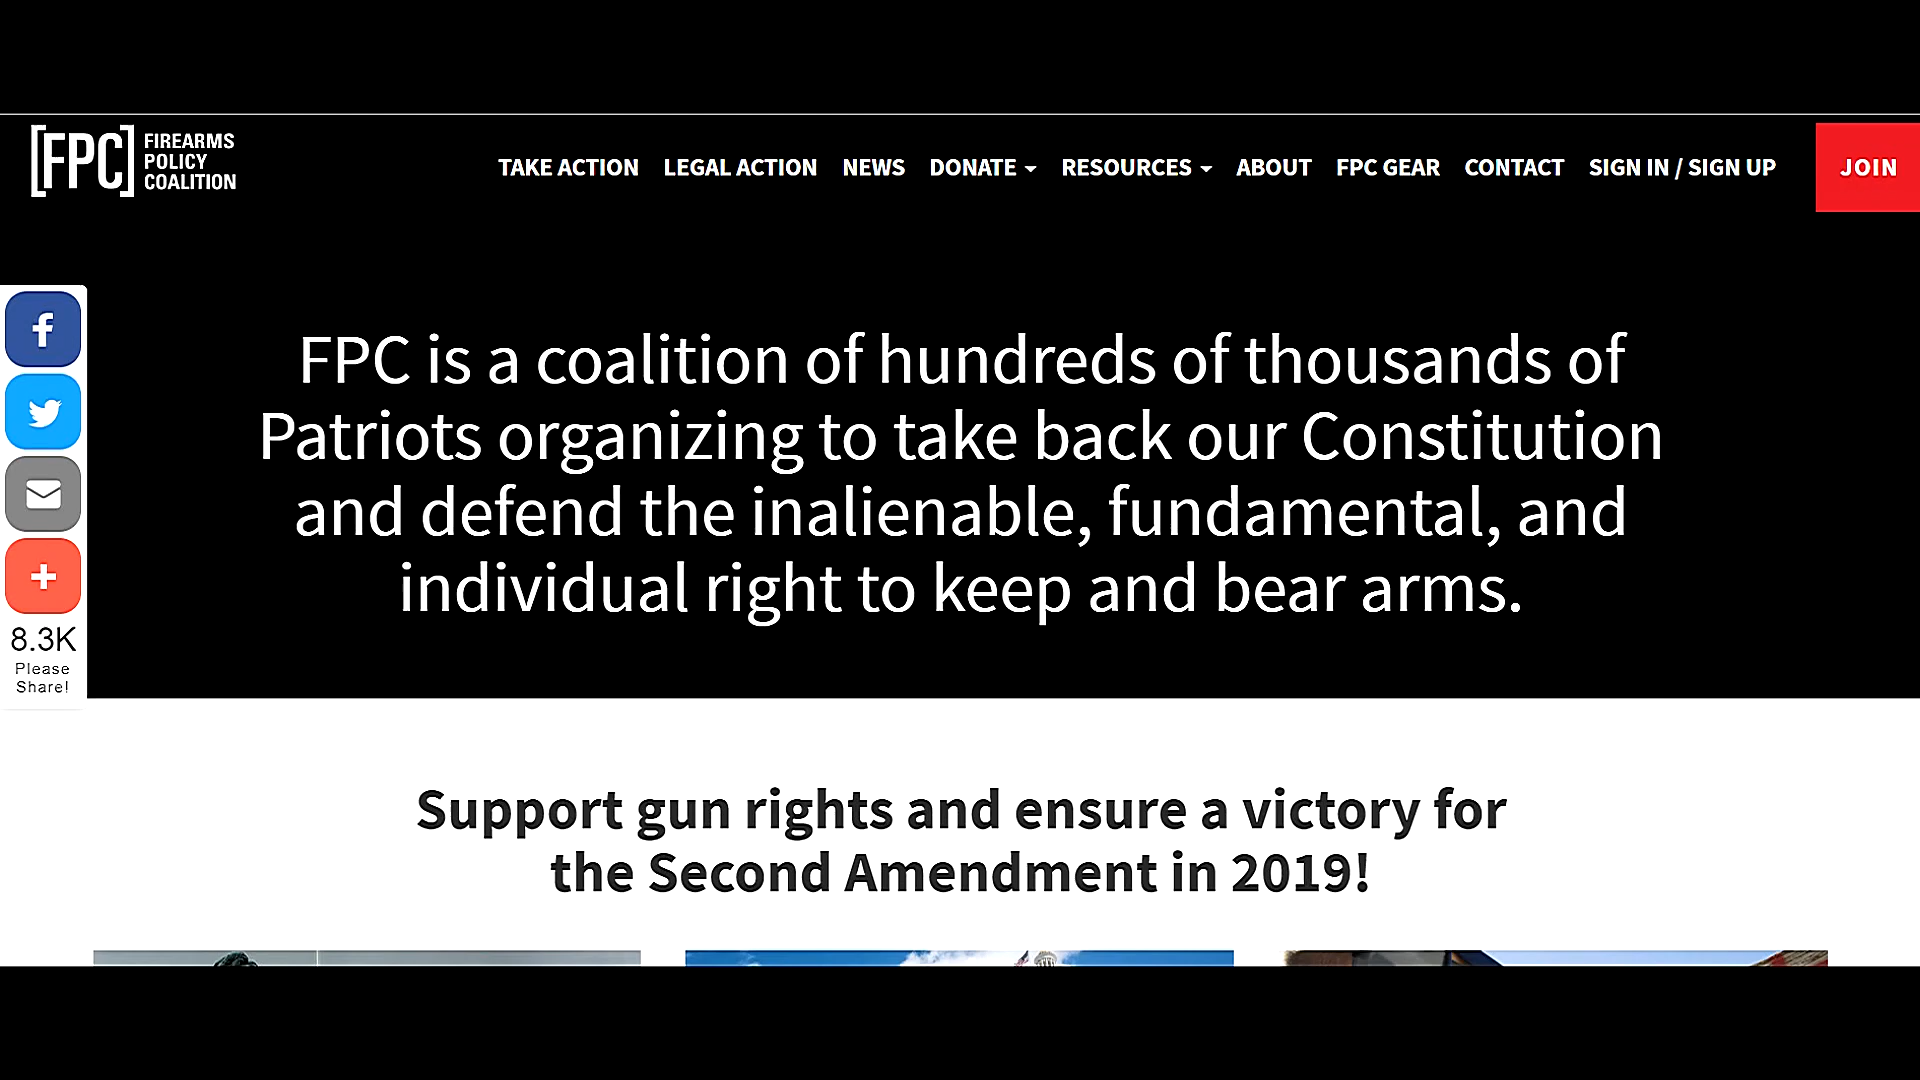 [FPC] FIREARMS
POLICY
COALITION
TAKE ACTION LEGAL ACTION NEWS DONATE RESOURCES ABOUT FPC GEAR CONTACT SIGN IN / SIGN UP JOIN
FPC is a coalition of hundreds of thousands of
Patriots organizing to take back our Constitution
and defend the inalienable, fundamental, and
individual right to keep and bear arms.
8.3K
Please
Share!
Support gun rights and ensure a victory for
the Second Amendment in 2019!